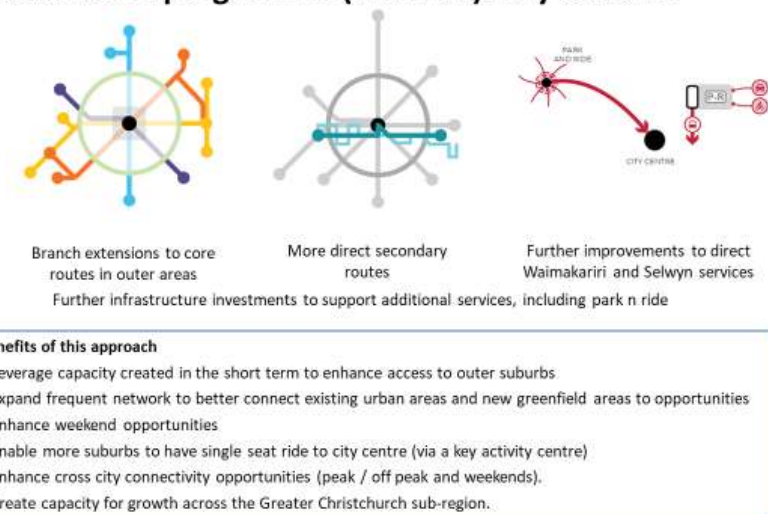 PARK
AND RIDE
P-R
CITY CENTRE
Branch extensions to core
routes in outer areas
More direct secondary
routes
Further improvements to direct
Waimakariri and Selwyn services
Further infrastructure investments to support additional services, including park n ride
nefits of this approach
everage capacity created in the short term to enhance access to outer suburbs
xpand frequent network to better connect existing urban areas and new greenfield areas to opportunities
nhance weekend opportunities
nable more suburbs to have single seat ride to city centre (via a key activity centre)
nhance cross city connectivity opportunities (peak / off peak and weekends).
reate capacity for growth across the Greater Christchurch sub-region.